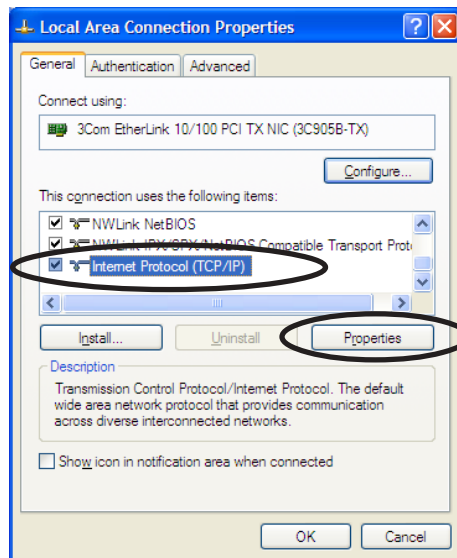 Local Area Connection Properties
General Authentication Advanced
Connect using:
3Com EtherLink 10/100 PCI TX NIC (3C905B-TX)
Configure...
This connection uses the following items:
NWLink NetBIOS
NWLink IPX/SPX/NetBIOS Compatible Transport Prot
Internet Protocol (TCP/IP)
Install... Uninstall Properties
Description
Transmission Control Protocol/Internet Protocol. The default
wide area network protocol that provides communication
across diverse interconnected networks.
Show icon in notification area when connected
OK Cancel